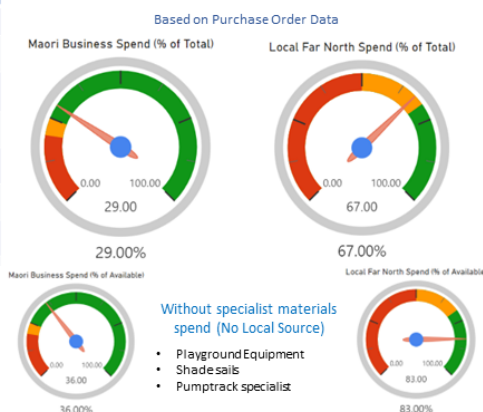 Based on Purchase Order Data
Maori Business Spend (% of Total)
Local Far North Spend (% of Total)
0.00
100.00
29.00
0.00
100.00
67.00
29.00%
67.00%
Maori Business Spend (% of Available)
Local Far North Spend (% of Available
0.00
100.00
36.00
36.00%
Without specialist materials
spend (No Local Source)
• Playground Equipment
• Shade sails
• Pumptrack specialist
0.00
100.00
83.00
83.00%